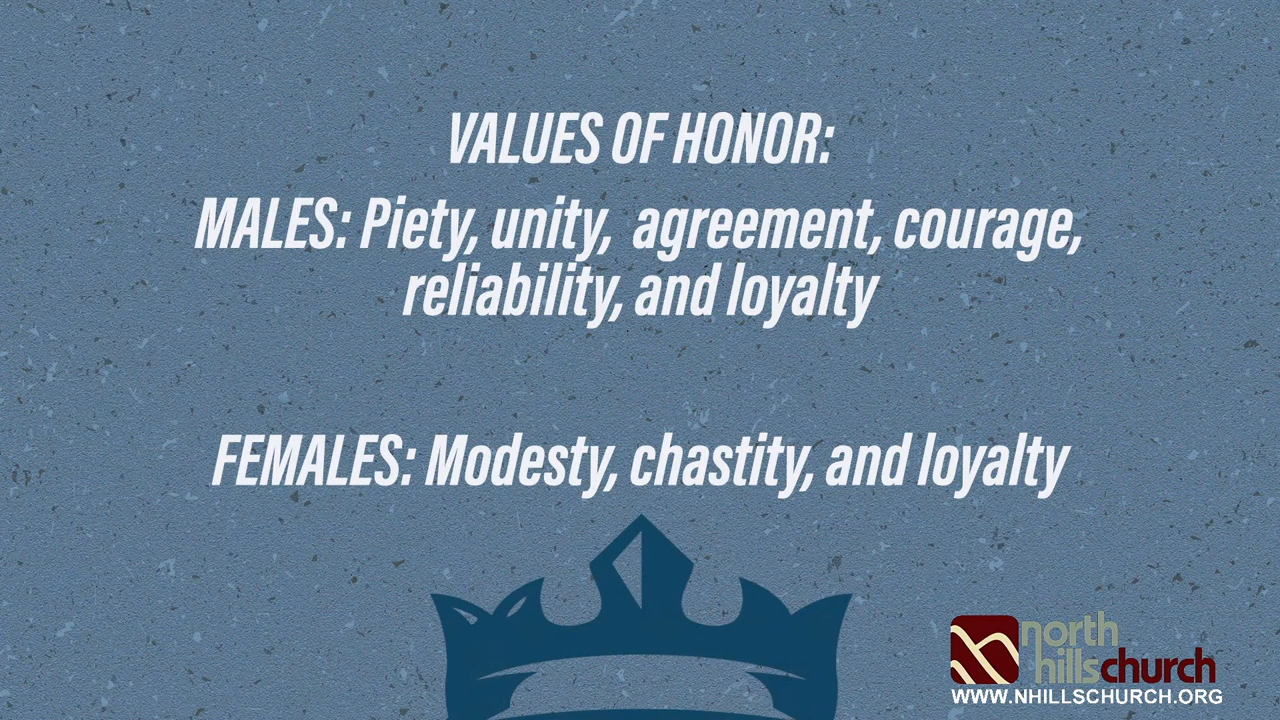 VALUES OF HONOR:
MALES: Piety, unity,  agreement, courage,
reliability, and loyalty
FEMALES: Modesty, chastity, and loyalty
north
hillschurch
WWW.NHILLSCHURCH.ORG